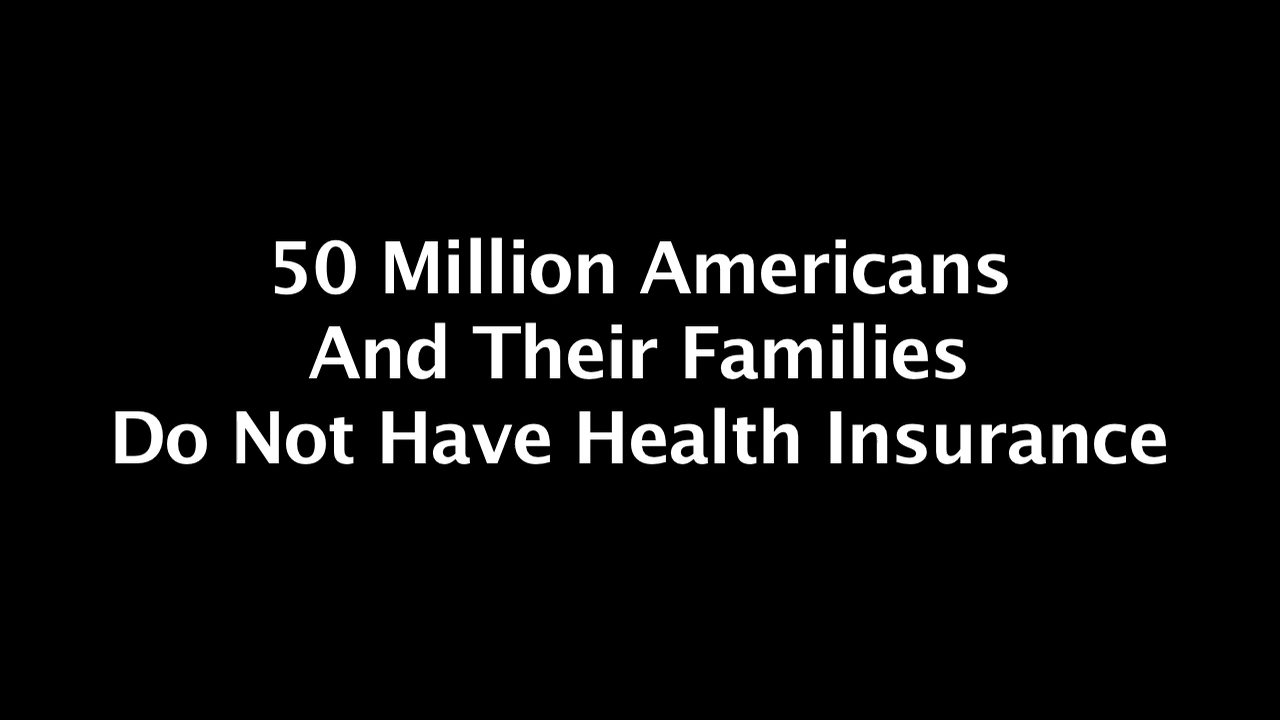 50 Million Americans
And Their Families
Do Not Have Health Insurance